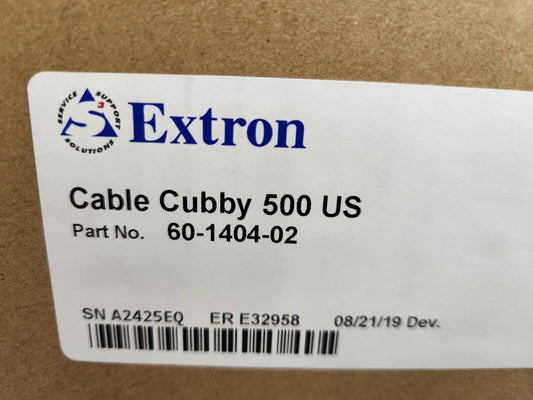 SERVICE SUPPORT SOLUTIONS
S3
Extron
Cable Cubby 500 US
Part No. 60-1404-02
SN A2425EQ ER E32958 08/21/19 Dev.